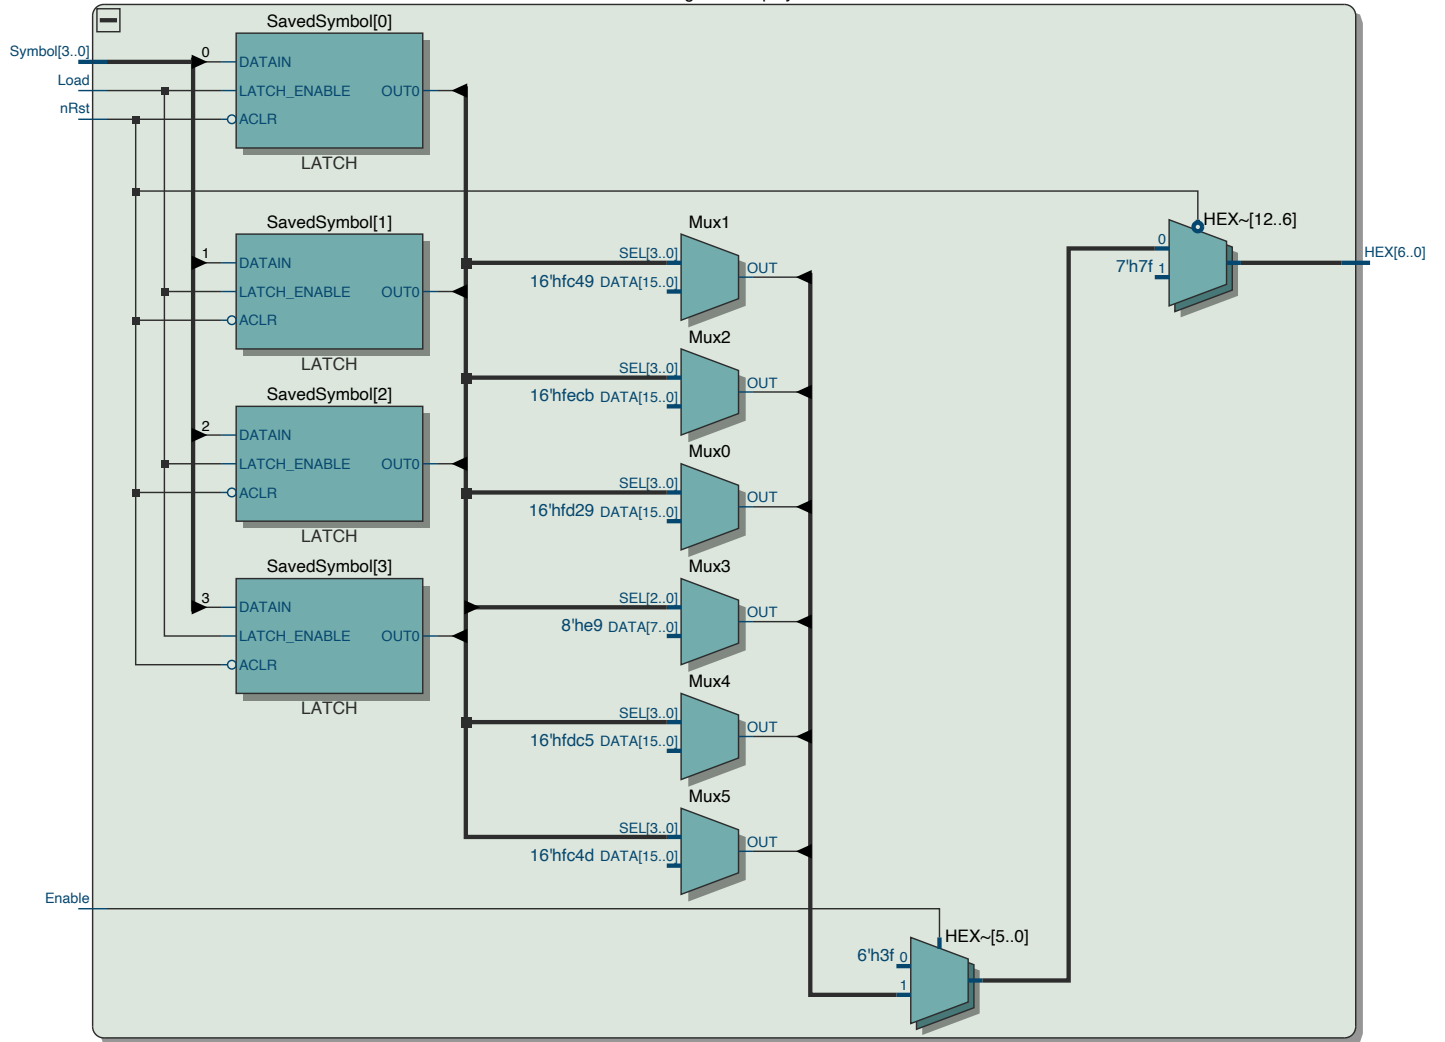 SavedSymbol[0]
Symbol[3..0]
0
DATAIN
Load
LATCH_ENABLE OUT0
nRst
ACLR
LATCH
SavedSymbol[1]
1
DATAIN
LATCH_ENABLE OUT0
ACLR
LATCH
SavedSymbol[2]
2
DATAIN
LATCH_ENABLE OUT0
ACLR
LATCH
SavedSymbol[3]
3
DATAIN
LATCH_ENABLE OUT0
ACLR
LATCH
Mux1
SEL[3..0]
OUT
16'hfc49 DATA[15..0]
Mux2
SEL[3..0]
OUT
16'hfecb DATA[15..0]
Mux0
SEL[3..0]
OUT
16'hfd29 DATA[15..0]
Mux3
SEL[2..0]
OUT
8'he9 DATA[7..0]
Mux4
SEL[3..0]
OUT
16'hfdc5 DATA[15..0]
Mux5
SEL[3..0]
OUT
16'hfc4d DATA[15..0]
Enable
HEX~[5..0]
6'h3f 0
1
HEX~[12..6]
0
7'h7f 1
HEX[6..0]